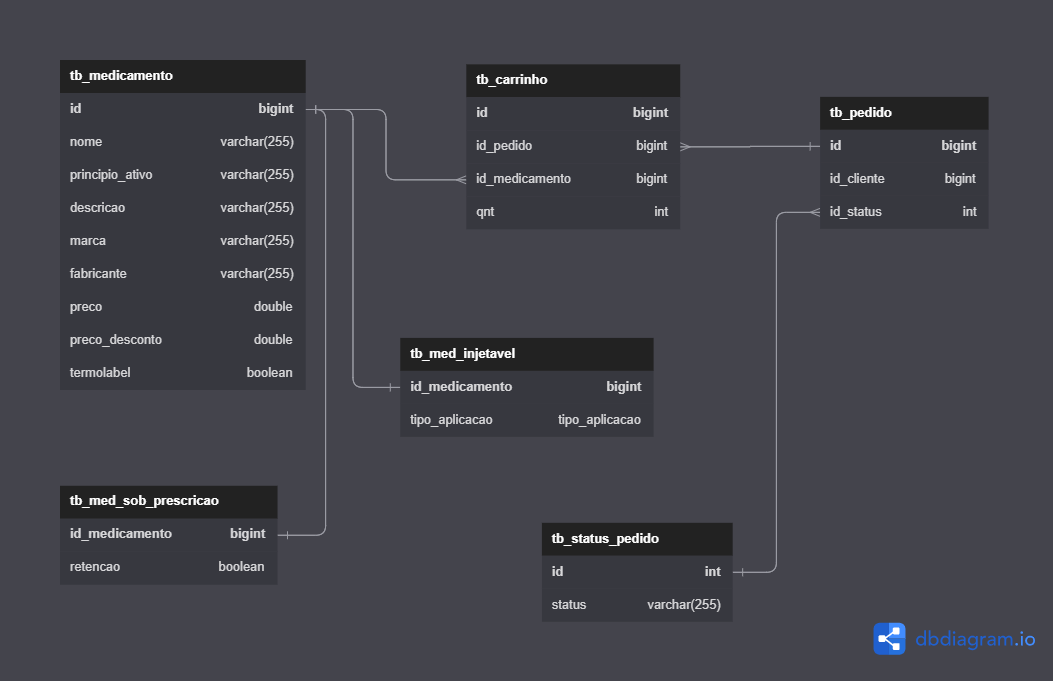 tb_medicamento
id bigint
nome varchar(255)
principio_ativo varchar(255)
descricao varchar(255)
marca varchar(255)
fabricante varchar(255)
preco double
preco_desconto double
termolabel boolean
tb_carrinho
id bigint
id_pedido bigint
id_medicamento bigint
qnt int
tb_pedido
id bigint
id_cliente bigint
id_status int
tb_med_injetavel
id_medicamento bigint
tipo_aplicacao tipo_aplicacao
tb_med_sob_prescricao
id_medicamento bigint
retencao boolean
tb_status_pedido
id int
status varchar(255)
dbdiagram.io